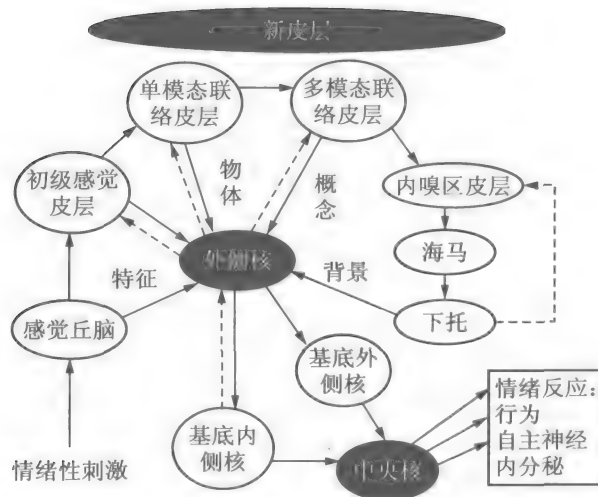 新皮层
单模态联
络皮层
多模态联
络皮层
物
体
概
念
初级感觉
皮层
内嗅区皮层
外侧核
海马
特征
背景
感觉丘脑
下托
基底外
侧核
情绪反应:
行为
自主神经
内分秘
基底内
侧核
中央核
情绪性刺激